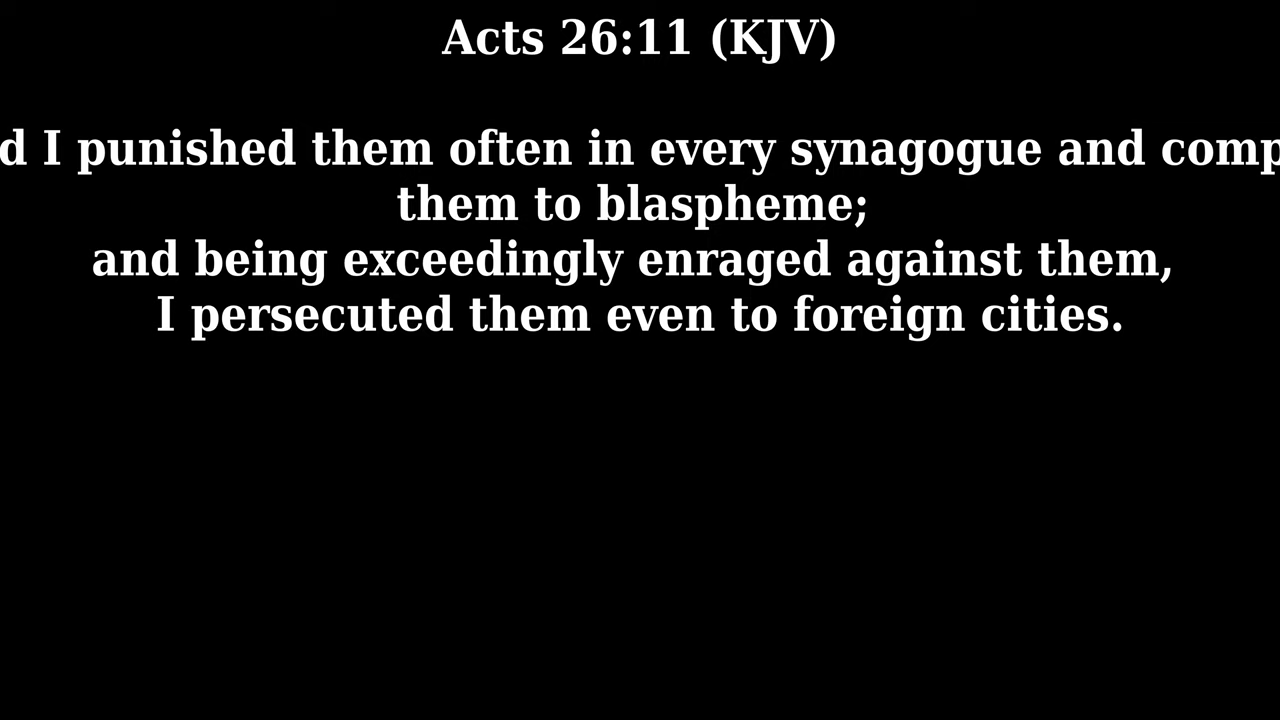 Acts 26:11 (KJV)
I punished them often in every synagogue and
them to blaspheme;
and being exceedingly enraged against them,
I persecuted them even to foreign cities.